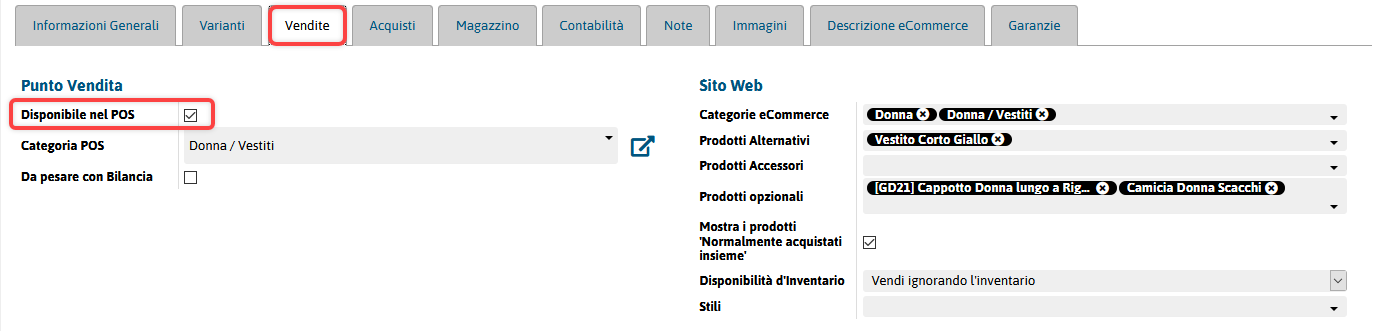 Informazioni Generali
Varianti
Vendite
Acquisti
Magazzino
Contabilità
Note
Immagini
Descrizione eCommerce
Garanzie
Punto Vendita
Disponibile nel POS
Categoria POS
Donna / Vestiti
Da pesare con Bilancia
Sito Web
Categorie eCommerce
Donna
Donna / Vestiti
Prodotti Alternativi
Vestito Corto Giallo
Prodotti Accessori
Prodotti opzionali
[GD21] Cappotto Donna lungo a Rig...
Camicia Donna Scacchi
Mostra i prodotti
'Normalmente acquistati
insieme'
Disponibilità d'Inventario
Vendi ignorando l'inventario
Stili